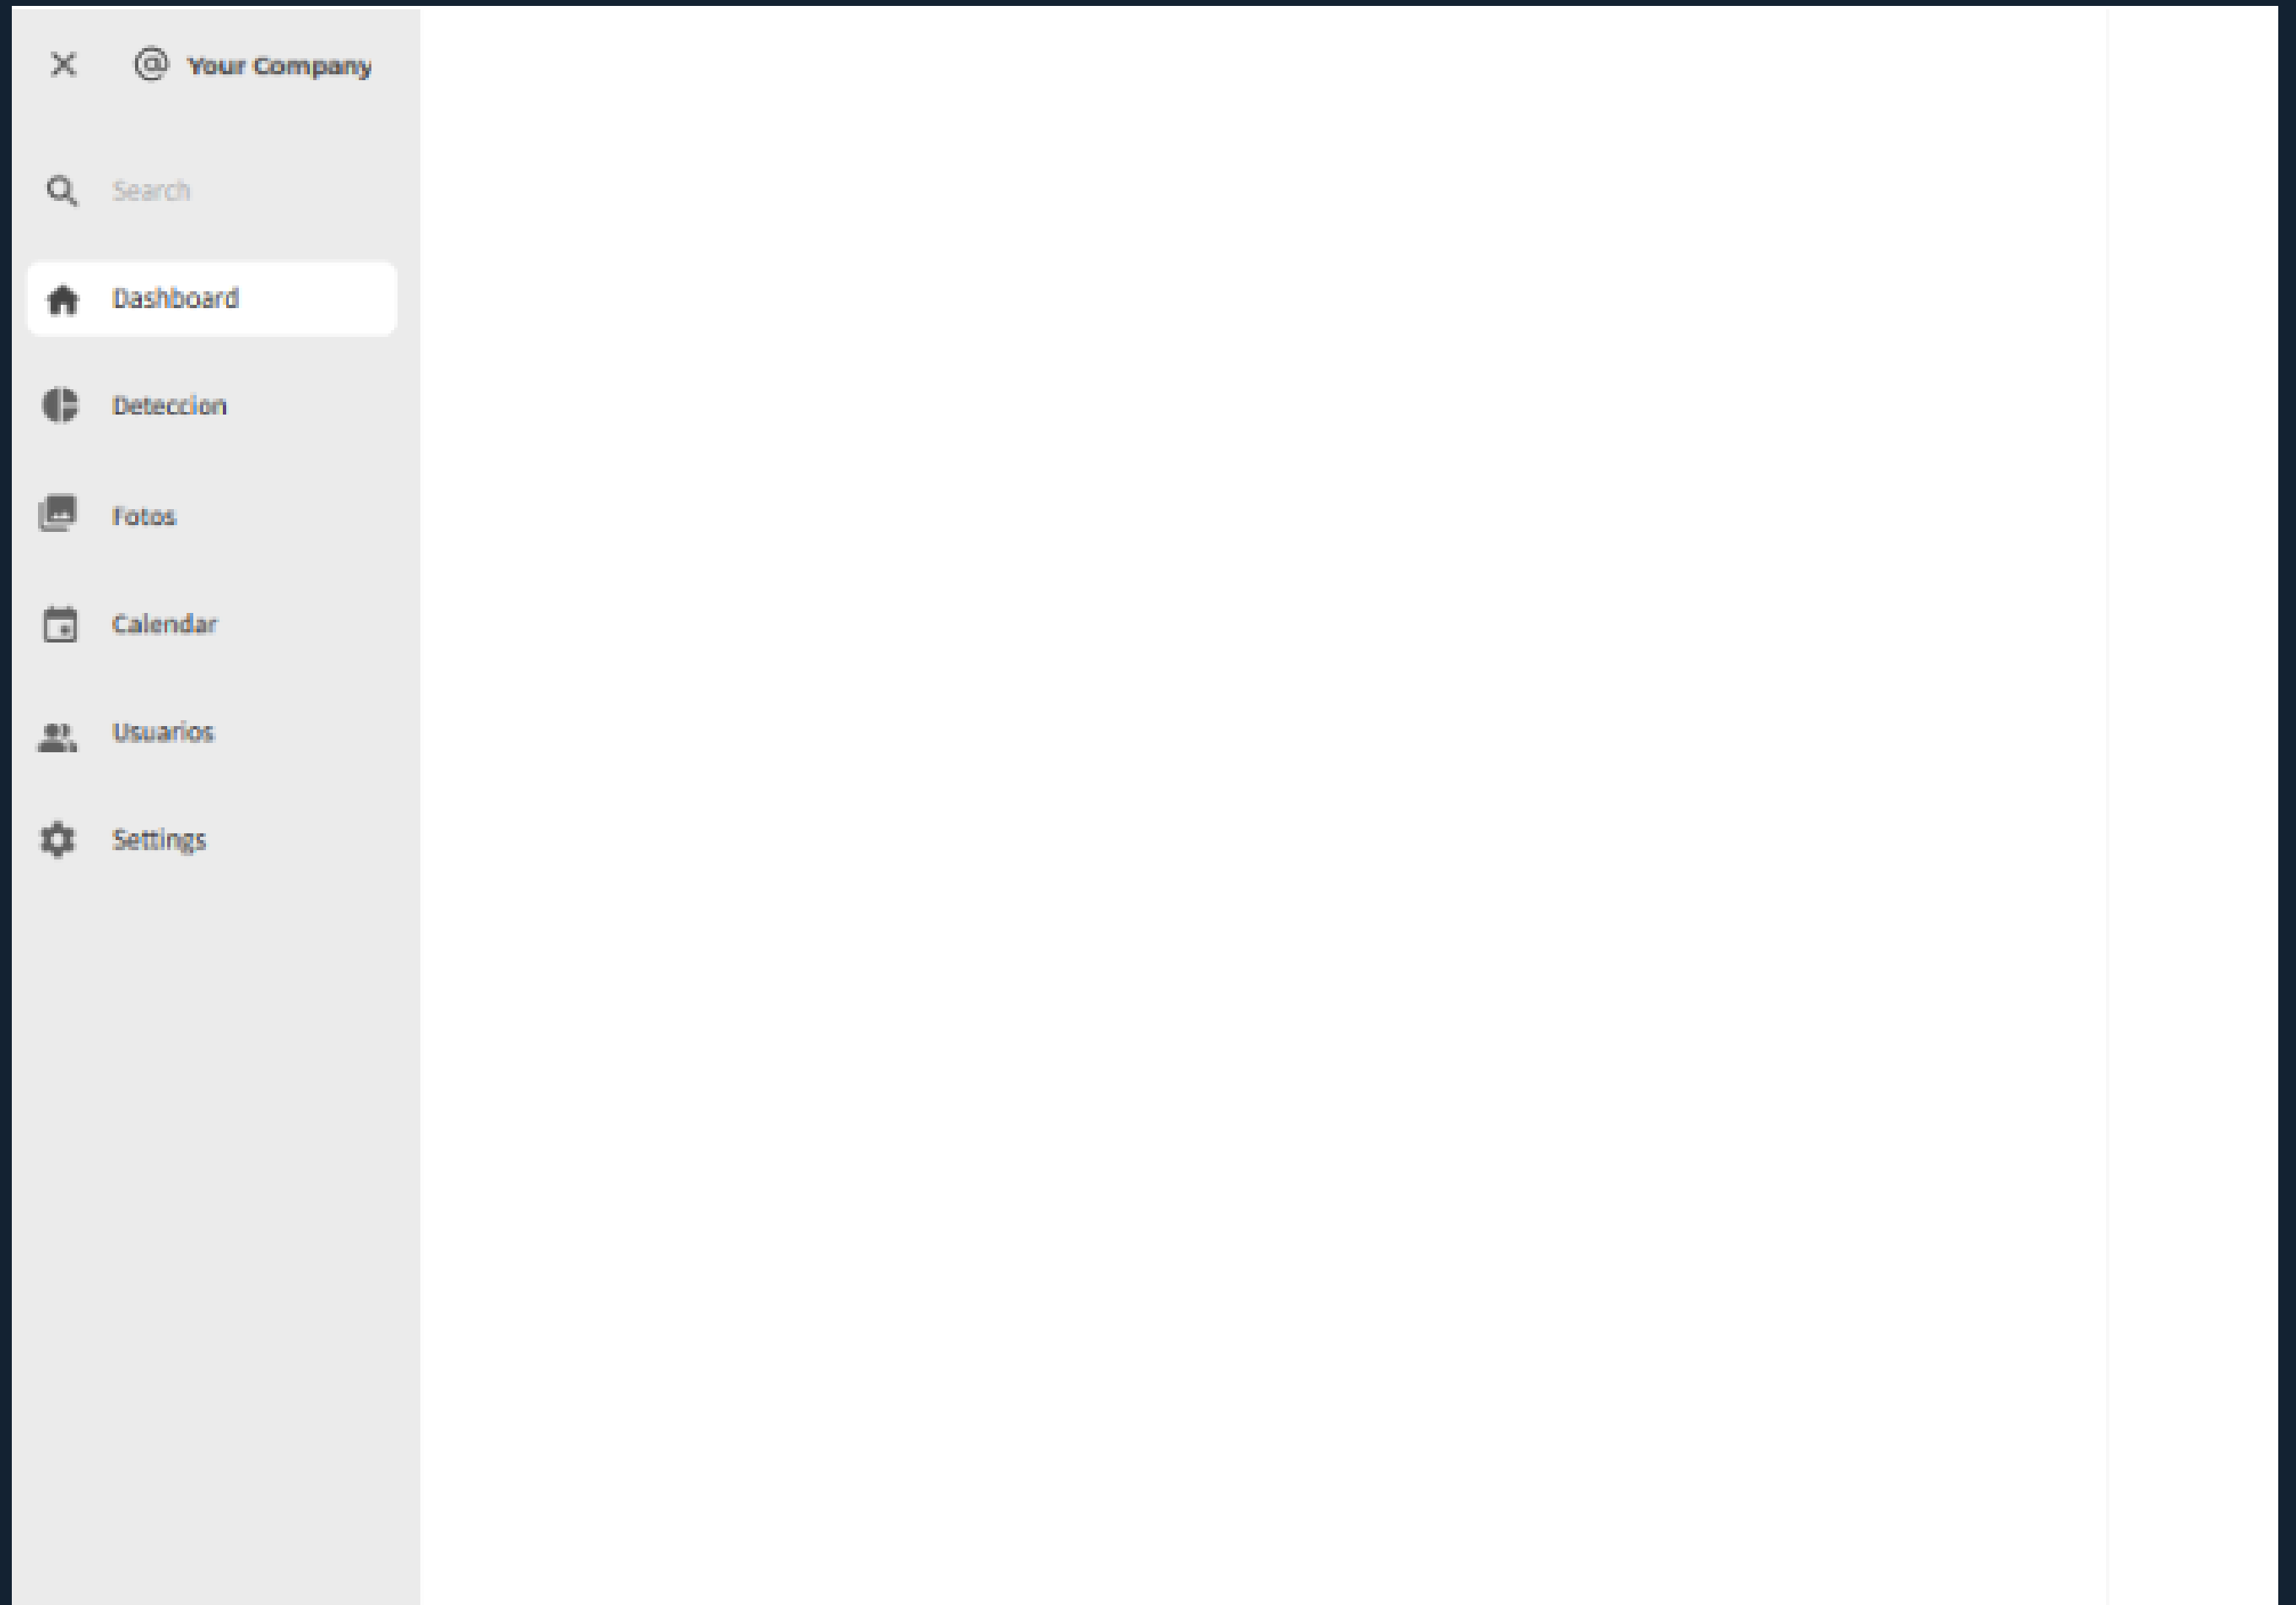 @ Your Company
Search
Dashboard
Deteccion
Fotos
Calendar
Usuarios
Settings